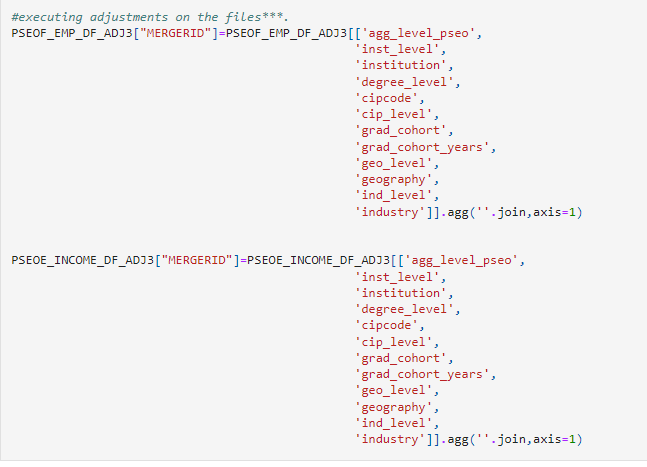 #executing adjustments on the files***.
PSEOF_EMP_DF_ADJ3["MERGERID"]=PSEOF_EMP_DF_ADJ3[['agg_level_pseo',
'inst_level',
'institution',
'degree_level',
'cipcode',
'cip_level',
'grad_cohort',
'grad_cohort_years',
'geo_level',
'geography',
'ind_level',
'industry']].agg(''.join,axis=1)
PSEOE_INCOME_DF_ADJ3["MERGERID"]=PSEOE_INCOME_DF_ADJ3[['agg_level_pseo',
'inst_level',
'institution',
'degree_level',
'cipcode',
'cip_level',
'grad_cohort',
'grad_cohort_years',
'geo_level',
'geography',
'ind_level',
'industry']].agg(''.join,axis=1)